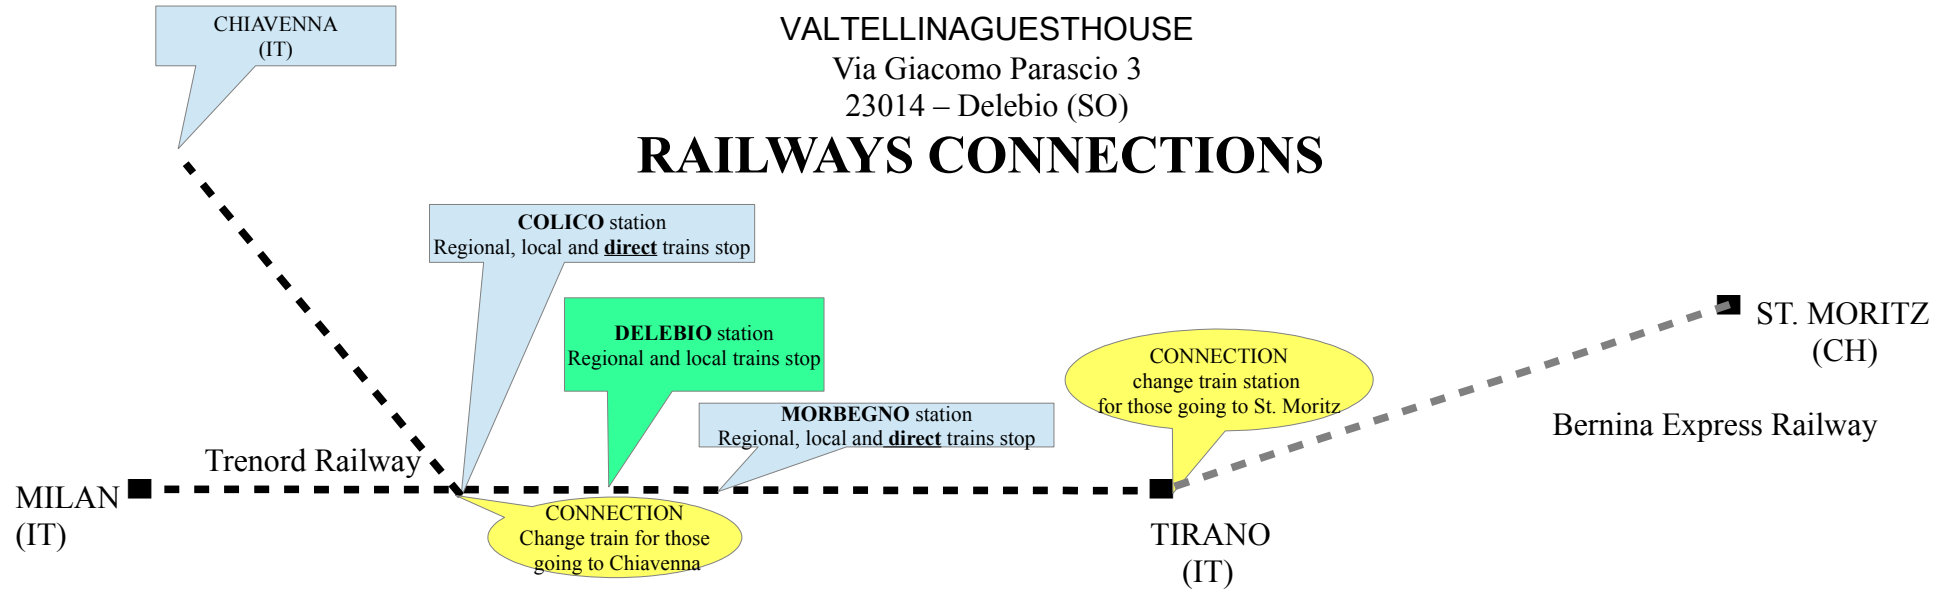 CHIAVENNA
(IT)
VALTELLINAGUESTHOUSE
Via Giacomo Parascio 3
23014 – Delebio (SO)
RAILWAYS CONNECTIONS
COLICO station
Regional, local and direct trains stop
DELEBIO station
Regional and local trains stop
MORBEGNO station
Regional, local and direct trains stop
CONNECTION
change train station
for those going to St. Moritz
ST. MORITZ
(CH)
Bernina Express Railway
Trenord Railway
MILAN
(IT)
CONNECTION
Change train for those
going to Chiavenna
TIRANO
(IT)